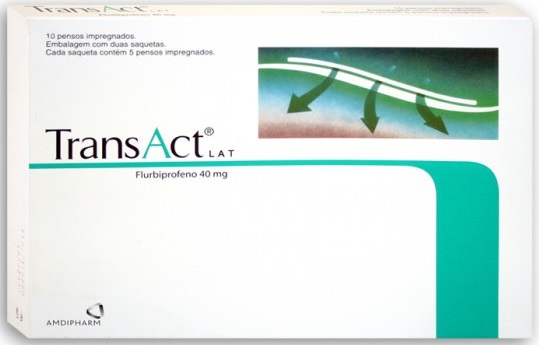 10 pensos impregnados.
Embalagem com duas saquetas.
Cada saqueta contém 5 pensos impregnados.
TransAct®
LAT
Flurbiprofeno 40 mg
AMDIPHARM